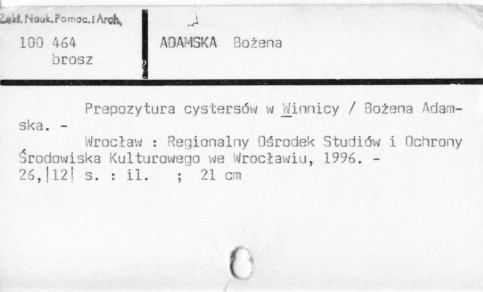 Zakł. Nauk. Pomoc. i Arch.
100 464 ADAMSKA Bożena
brosz
Prepozytura cystersów w Winnicy / Bożena Adam-
ska. -
Wrocław : Regionalny Ośrodek Studiów i Ochrony
Środowiska Kulturowego we Wrocławiu, 1996. -
26,|12| s. : il. ; 21 cm